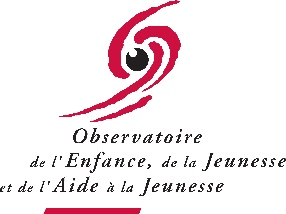 Observatoire
de l'Enfance, de la Jeunesse
et de l'Aide à la Jeunesse